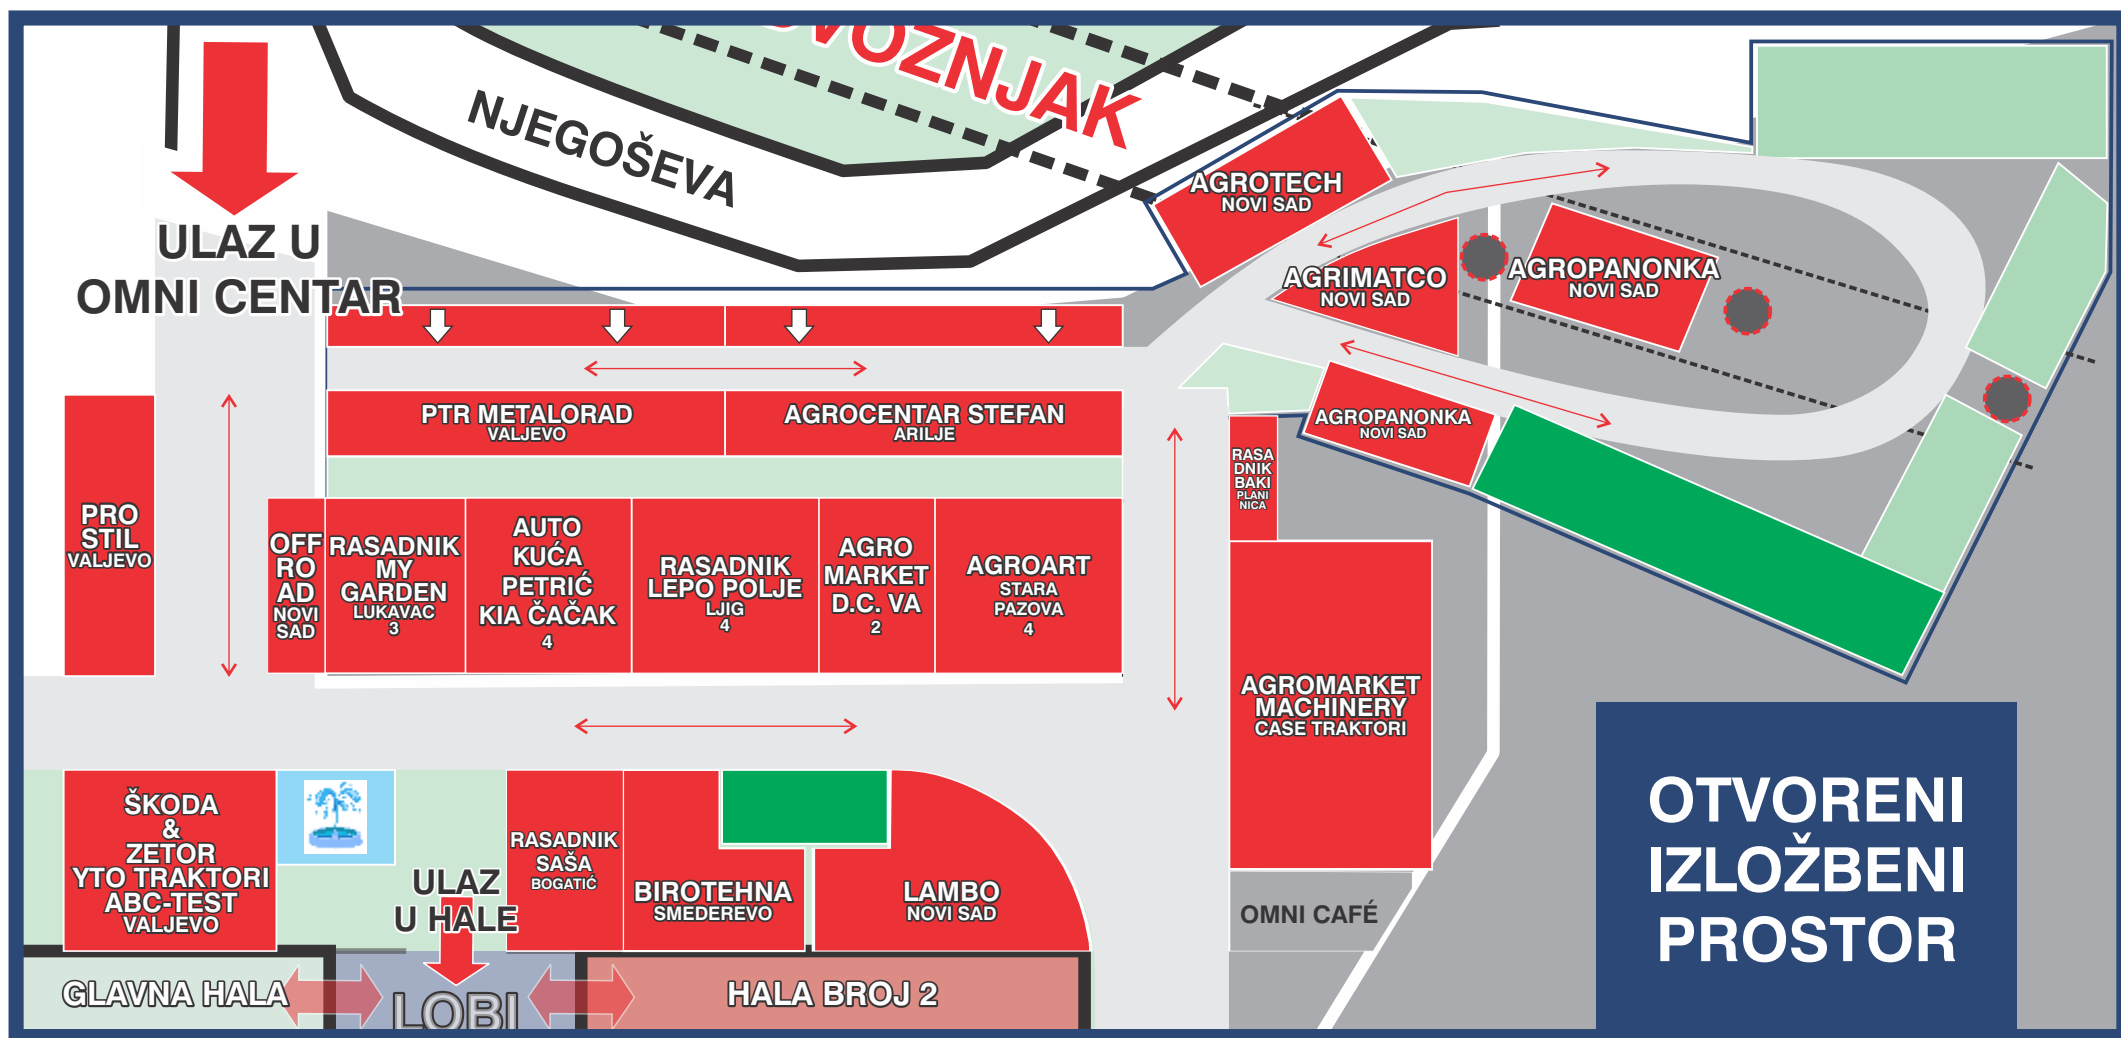 NJEGOŠEVA
ULAZ U
OMNI CENTAR
AGROTECH
NOVI SAD
AGRIMATCO
NOVI SAD
AGROPANONKA
NOVI SAD
PTR METALORAD
VALJEVO
AGROCENTAR STEFAN
ARILJE
AGROPANONKA
NOVI SAD
RASA
DNIK
BAKI
PLANI
NICA
PRO
STIL
VALJEVO
OFF
RO
AD
NOVI
SAD
RASADNIK
MY
GARDEN
LUKAVAC
3
AUTO
KUĆA
PETRIĆ
KIA ČAČAK
4
RASADNIK
LEPO POLJE
LJIG
4
AGRO
MARKET
D.C. VA
2
AGROART
STARA
PAZOVA
4
AGROMARKET
MACHINERY
CASE TRAKTORI
ŠKODA
&
ZETOR
YTO TRAKTORI
ABC-TEST
VALJEVO
ULAZ
U HALE
RASADNIK
SAŠA
BOGATIĆ
BIROTEHNA
SMEDEREVO
LAMBO
NOVI SAD
OMNI CAFÉ
OTVORENI
IZLOŽBENI
PROSTOR
GLAVNA HALA
LOBI
HALA BROJ 2